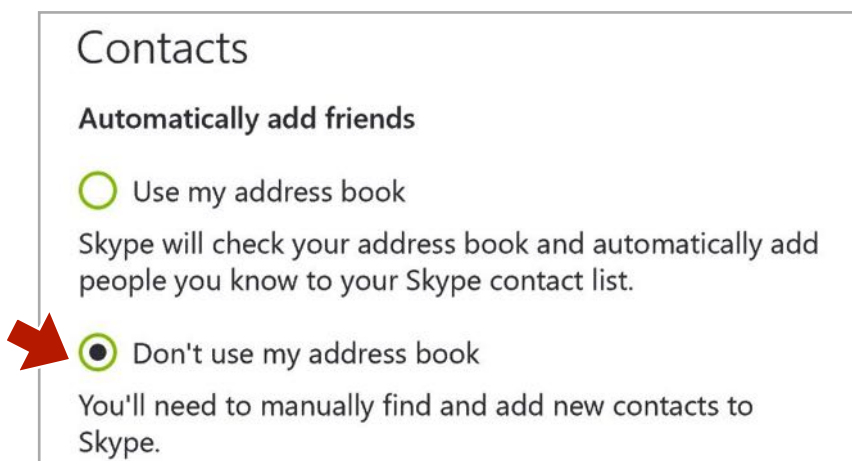 Contacts
Automatically add friends
Use my address book
Skype will check your address book and automatically add
people you know to your Skype contact list.
Don't use my address book
You'll need to manually find and add new contacts to
Skype.